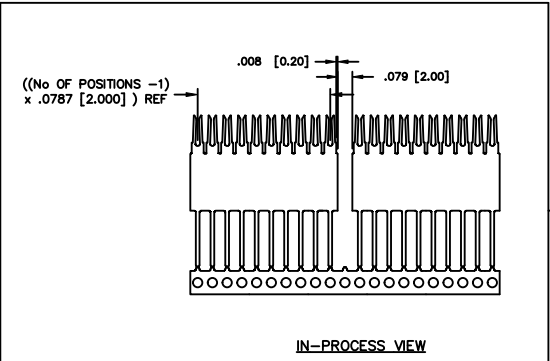 .008 [0.20]
.079 [2.00]
((No OF POSITIONS -1)
x .0787 [2.000] ) REF
IN-PROCESS VIEW